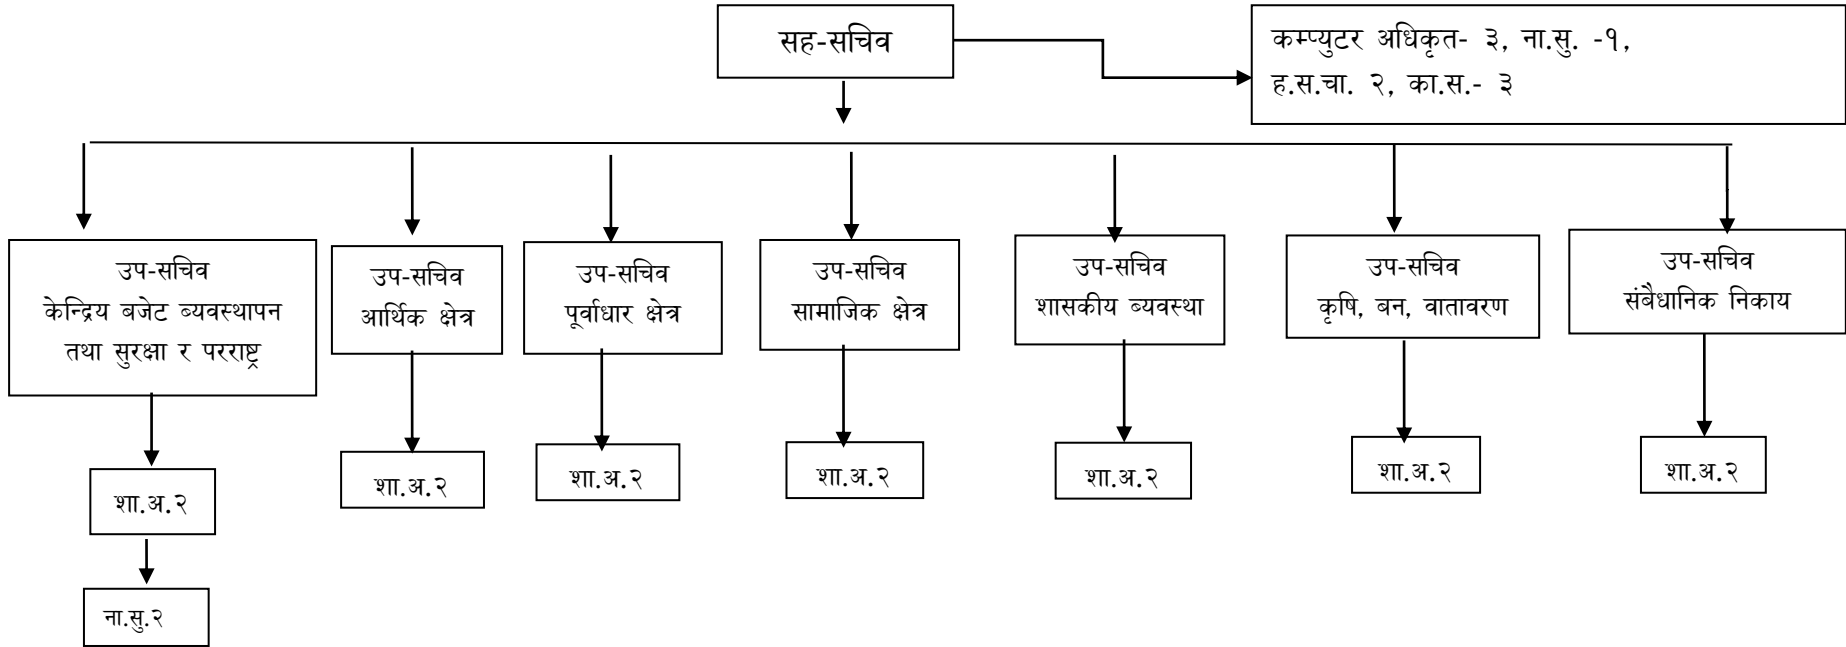 सह-सचिव
कम्प्युटर अधिकृत- ३, ना.सु. -१,
ह.स.चा. २, का.स.- ३
उप-सचिव
केन्द्रिय बजेट ब्यवस्थापन
तथा सुरक्षा र परराष्ट्र
उप-सचिव
आर्थिक क्षेत्र
उप-सचिव
पूर्वाधार क्षेत्र
उप-सचिव
सामाजिक क्षेत्र
उप-सचिव
शासकीय ब्यवस्था
उप-सचिव
कृषि, बन, वातावरण
उप-सचिव
संबैधानिक निकाय
शा.अ.२
शा.अ.२
शा.अ.२
शा.अ.२
शा.अ.२
शा.अ.२
शा.अ.२
ना.सु.२